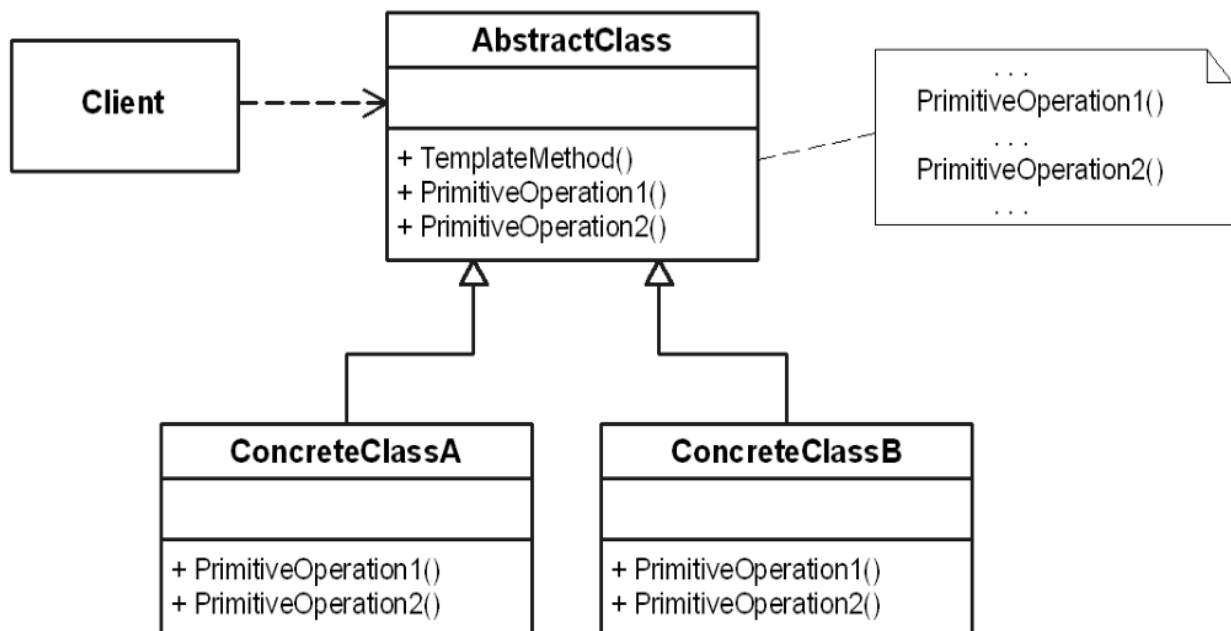 Client
AbstractClass
+ TemplateMethod()
+ PrimitiveOperation1()
+ PrimitiveOperation2()
. . .
PrimitiveOperation1()
. . .
PrimitiveOperation2()
. . .
ConcreteClassA
+ PrimitiveOperation1()
+ PrimitiveOperation2()
ConcreteClassB
+ PrimitiveOperation1()
+ PrimitiveOperation2()